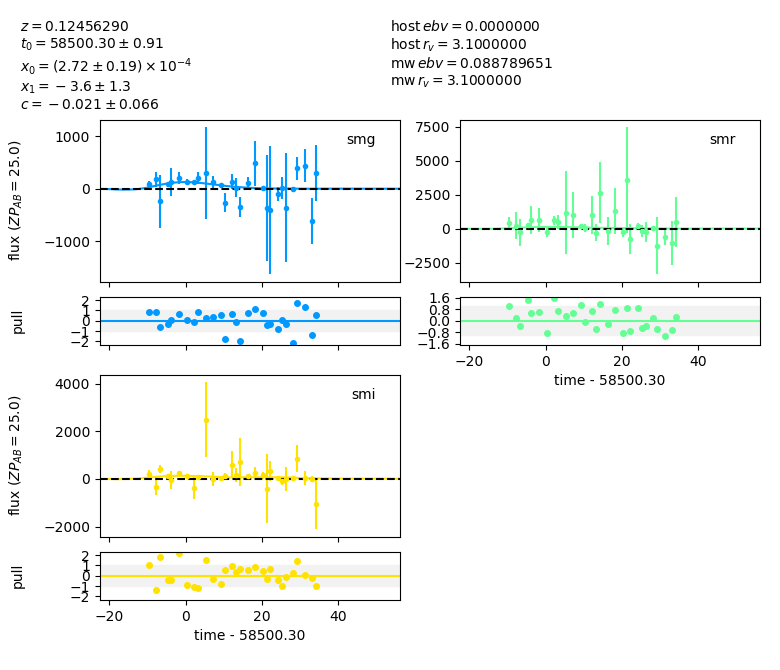 z = 0.12456290
t₀ = 58500.30 ± 0.91
x₀ = (2.72 ± 0.19) × 10⁻⁴
x₁ = −3.6 ± 1.3
c = −0.021 ± 0.066
host ebv = 0.0000000
host r_v = 3.1000000
mw ebv = 0.088789651
mw r_v = 3.1000000
smg
1000
0
−1000
flux (ZP_AB = 25.0)
2
1
0
−1
−2
pull
smr
7500
5000
2500
0
−2500
1.6
0.8
0.0
−0.8
−1.6
−20 0 20 40
time - 58500.30
smi
4000
2000
0
−2000
flux (ZP_AB = 25.0)
2
1
0
−1
−2
pull
−20 0 20 40
time - 58500.30